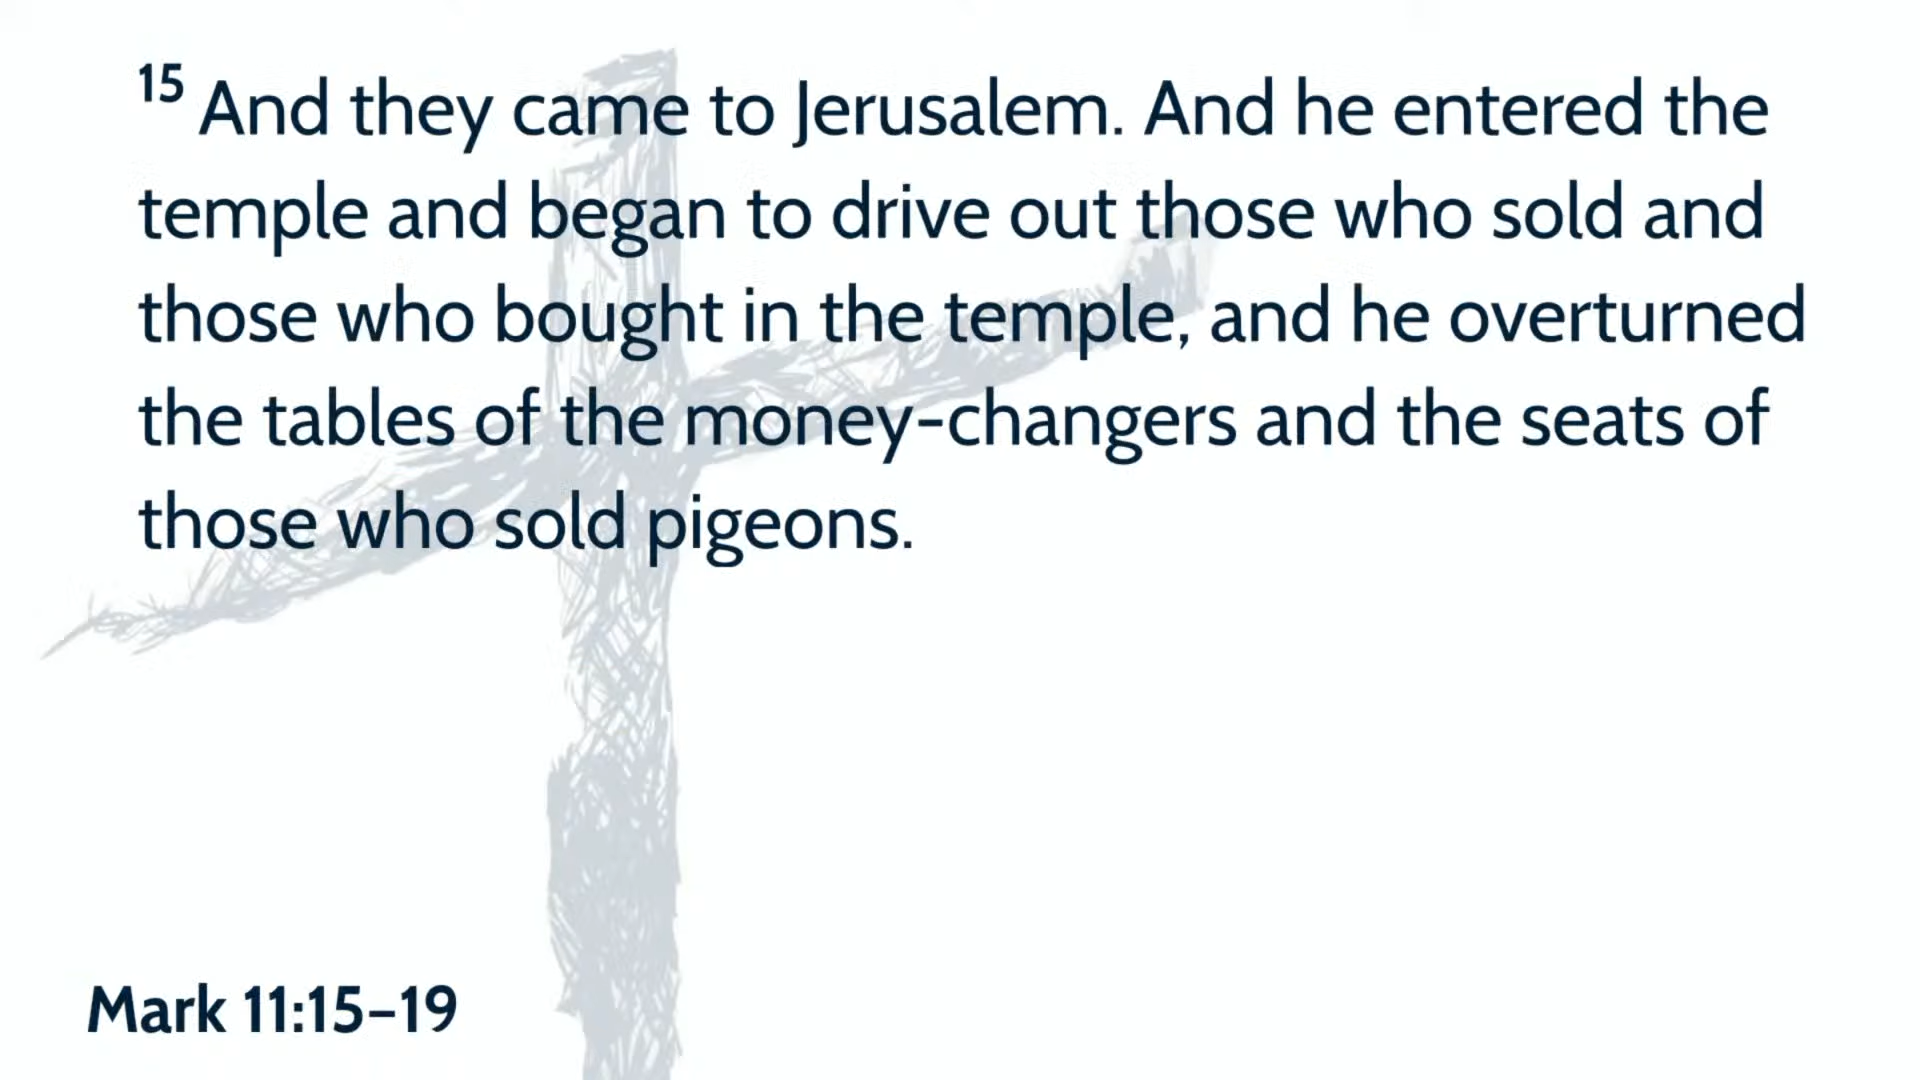 15 And they came to Jerusalem. And he entered the
temple and began to drive out those who sold and
those who bought in the temple, and he overturned
the tables of the money-changers and the seats of
those who sold pigeons.
Mark 11:15–19